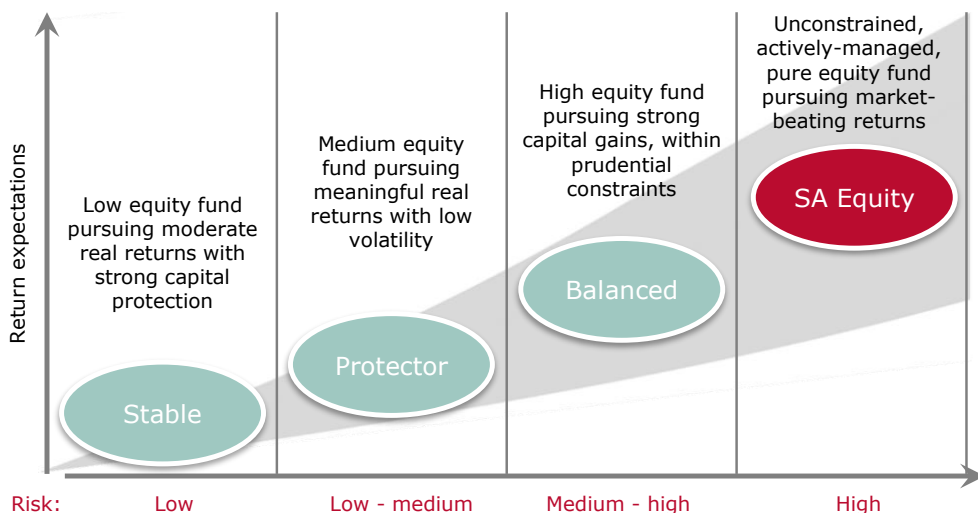 Return expectations
Low equity fund
pursuing moderate
real returns with
strong capital
protection
Stable
Medium equity
fund pursuing
meaningful real
returns with low
volatility
Protector
High equity fund
pursuing strong
capital gains, within
prudential
constraints
Balanced
Unconstrained,
actively-managed,
pure equity fund
pursuing market-
beating returns
SA Equity
Risk: Low Low - medium Medium - high High